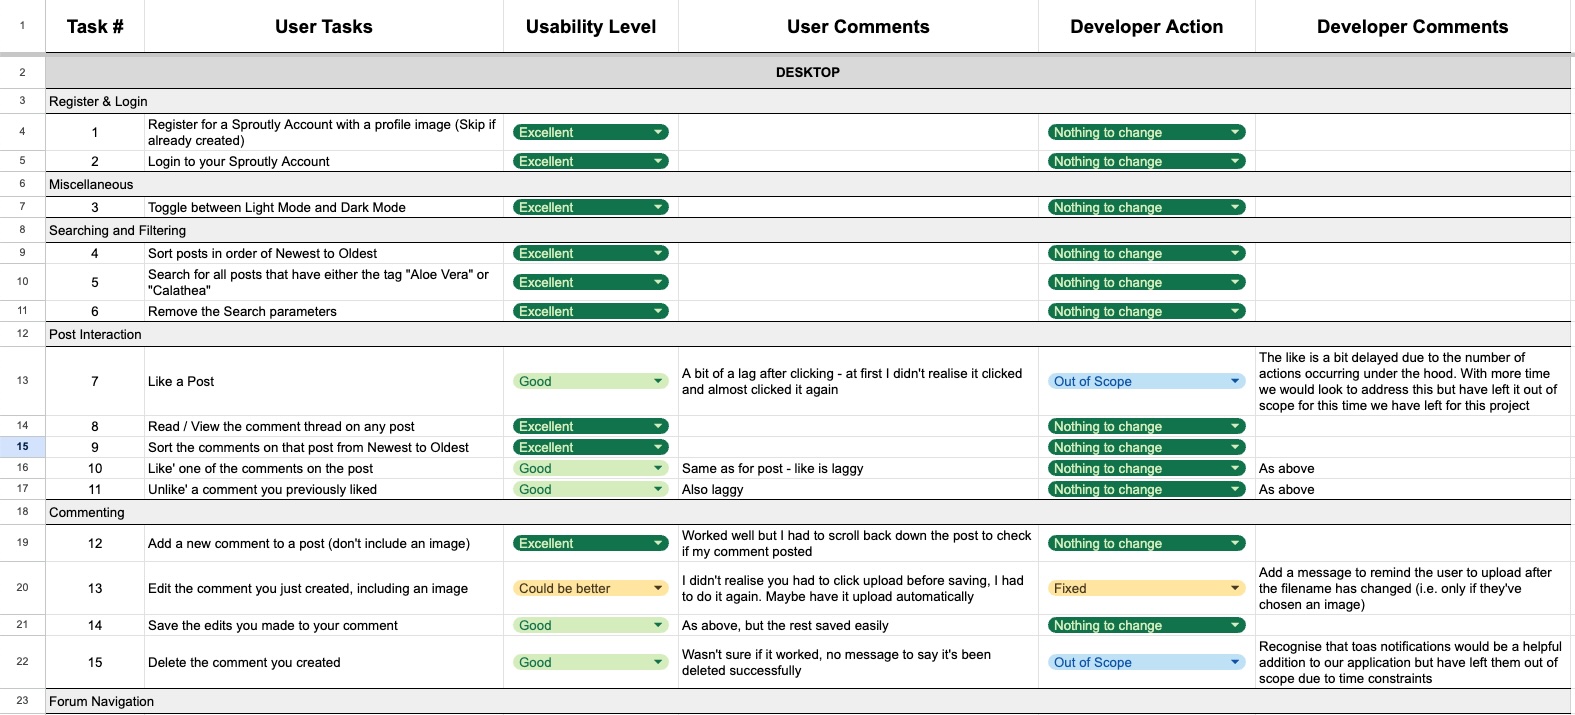 1 Task # User Tasks Usability Level User Comments Developer Action Developer Comments
2 DESKTOP
3 Register & Login
4 1 Register for a Sproutly Account with a profile image (Skip if
already created) Excellent Nothing to change
5 2 Login to your Sproutly Account Excellent Nothing to change
6 Miscellaneous
7 3 Toggle between Light Mode and Dark Mode Excellent Nothing to change
8 Searching and Filtering
9 4 Sort posts in order of Newest to Oldest Excellent Nothing to change
10 5 Search for all posts that have either the tag "Aloe Vera" or
"Calathea" Excellent Nothing to change
11 6 Remove the Search parameters Excellent Nothing to change
12 Post Interaction
13 7 Like a Post Good
A bit of a lag after clicking - at first I didn't realise it clicked
and almost clicked it again
Out of Scope
The like is a bit delayed due to the number of
actions occurring under the hood. With more time
we would look to address this but have left it out of
scope for this time we have left for this project
14 8 Read / View the comment thread on any post Excellent Nothing to change
15 9 Sort the comments on that post from Newest to Oldest Excellent Nothing to change
16 10 Like' one of the comments on the post Good Same as for post - like is laggy Nothing to change As above
17 11 Unlike' a comment you previously liked Good Also laggy Nothing to change As above
18 Commenting
19 12 Add a new comment to a post (don't include an image) Excellent
Worked well but I had to scroll back down the post to check
if my comment posted
Nothing to change
20 13 Edit the comment you just created, including an image Could be better
I didn't realise you had to click upload before saving, I had
to do it again. Maybe have it upload automatically
Fixed
Add a message to remind the user to upload after
the filename has changed (i.e. only if they've
chosen an image)
21 14 Save the edits you made to your comment Good As above, but the rest saved easily Nothing to change
22 15 Delete the comment you created Good
Wasn't sure if it worked, no message to say it's been
deleted successfully
Out of Scope
Recognise that toas notifications would be a helpful
addition to our application but have left them out of
scope due to time constraints
23 Forum Navigation